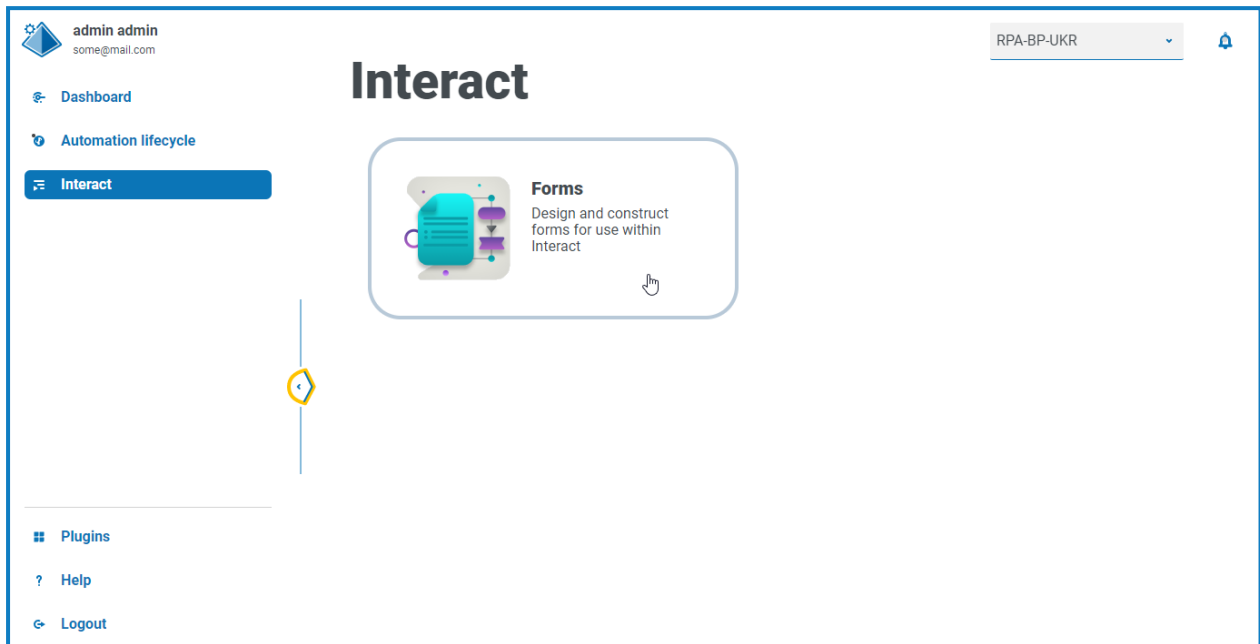 admin admin
some@mail.com
Dashboard
Automation lifecycle
Interact
Plugins
Help
Logout
RPA-BP-UKR
Interact
Forms
Design and construct
forms for use within
Interact